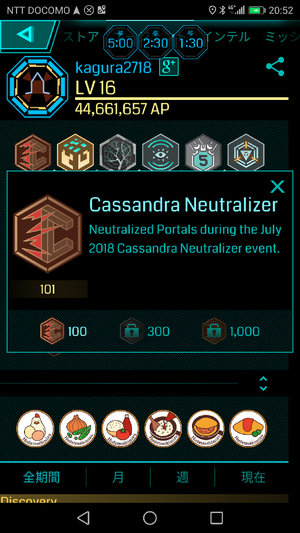 NTT DOCOMO 20:52
ストア 5:00 2:30 1:30 インテル ミッシ
kagura2718 g+
LV 16
44,661,657 AP
Cassandra Neutralizer
Neutralized Portals during the July
2018 Cassandra Neutralizer event.
101
100 300 1,000
全期間 月 週 現在
Discovery